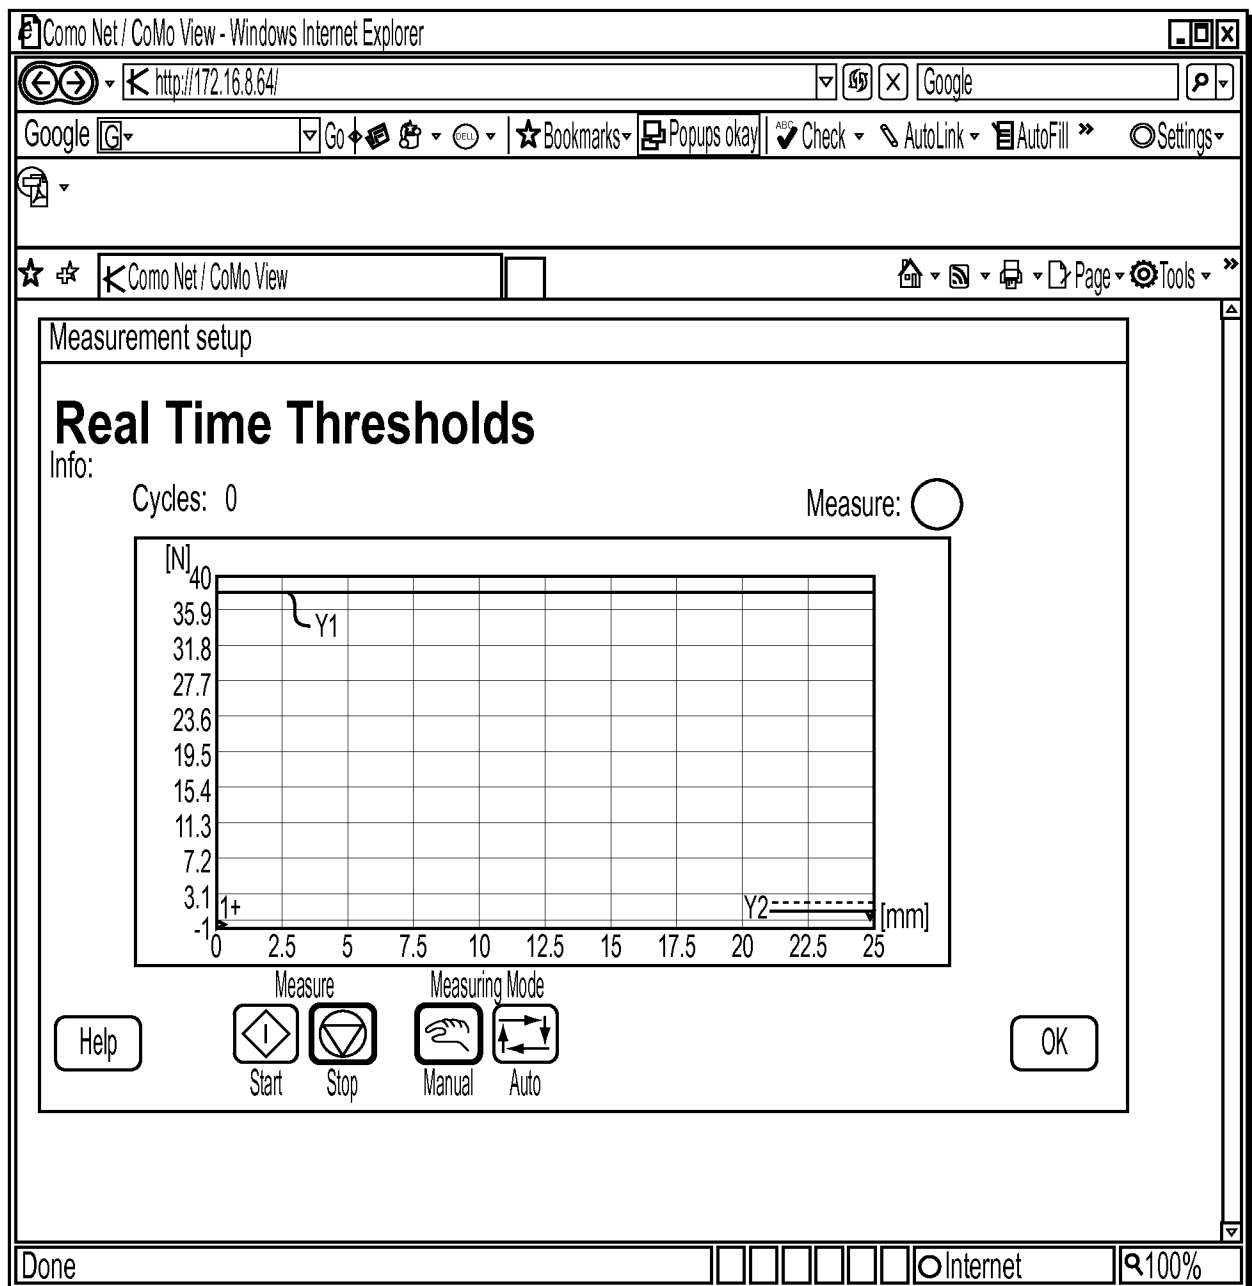 Como Net / CoMo View - Windows Internet Explorer
http://172.16.8.64/ Google
Google G Go DELL Bookmarks Popups okay ABC Check AutoLink AutoFill » Settings
Como Net / CoMo View Page Tools »
Measurement setup
Real Time Thresholds
Info:
Cycles: 0 Measure:
[N]
40
35.9
Y1
31.8
27.7
23.6
19.5
15.4
11.3
7.2
3.1 1+ Y2
-1 [mm]
0 2.5 5 7.5 10 12.5 15 17.5 20 22.5 25
Measure Measuring Mode
Help OK
Start Stop Manual Auto
Done Internet 100%